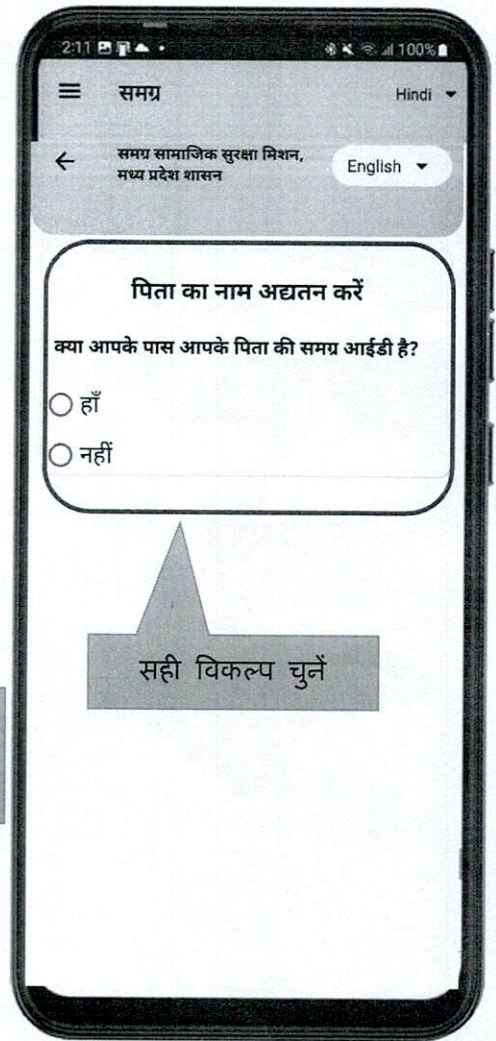 2:11 100%
समग्र Hindi
समग्र सामाजिक सुरक्षा मिशन,
मध्य प्रदेश शासन
English
पिता का नाम अद्यतन करें
क्या आपके पास आपके पिता की समग्र आईडी है?
हाँ
नहीं
सही विकल्प चुनें